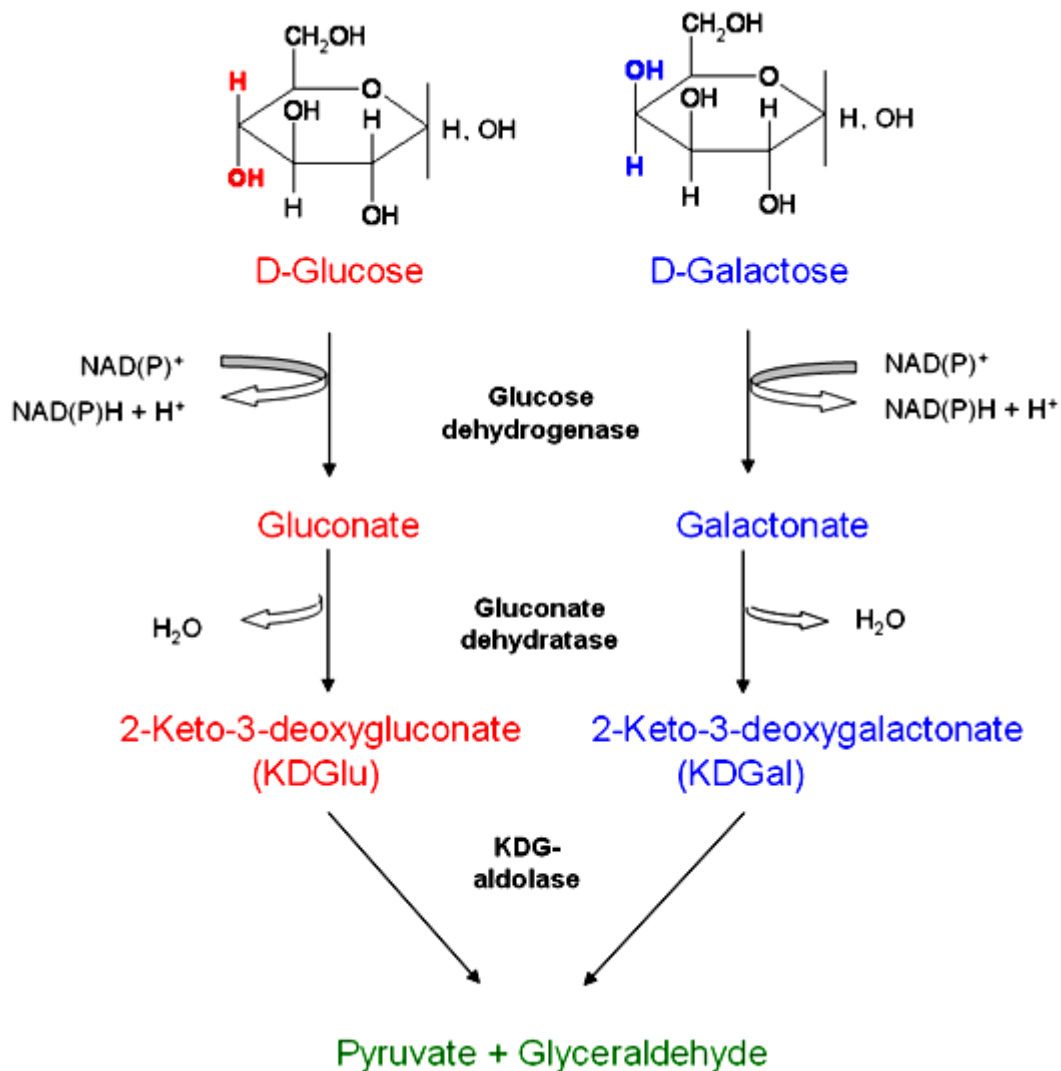 CH₂OH
H
O
OH
H
H, OH
OH
H
OH
D-Glucose
CH₂OH
OH
O
OH
H
H, OH
H
H
OH
D-Galactose
NAD(P)⁺
NAD(P)H + H⁺
Glucose
dehydrogenase
NAD(P)⁺
NAD(P)H + H⁺
Gluconate
Galactonate
H₂O
Gluconate
dehydratase
H₂O
2-Keto-3-deoxygluconate
(KDGlu)
2-Keto-3-deoxygalactonate
(KDGal)
KDG-
aldolase
Pyruvate + Glyceraldehyde